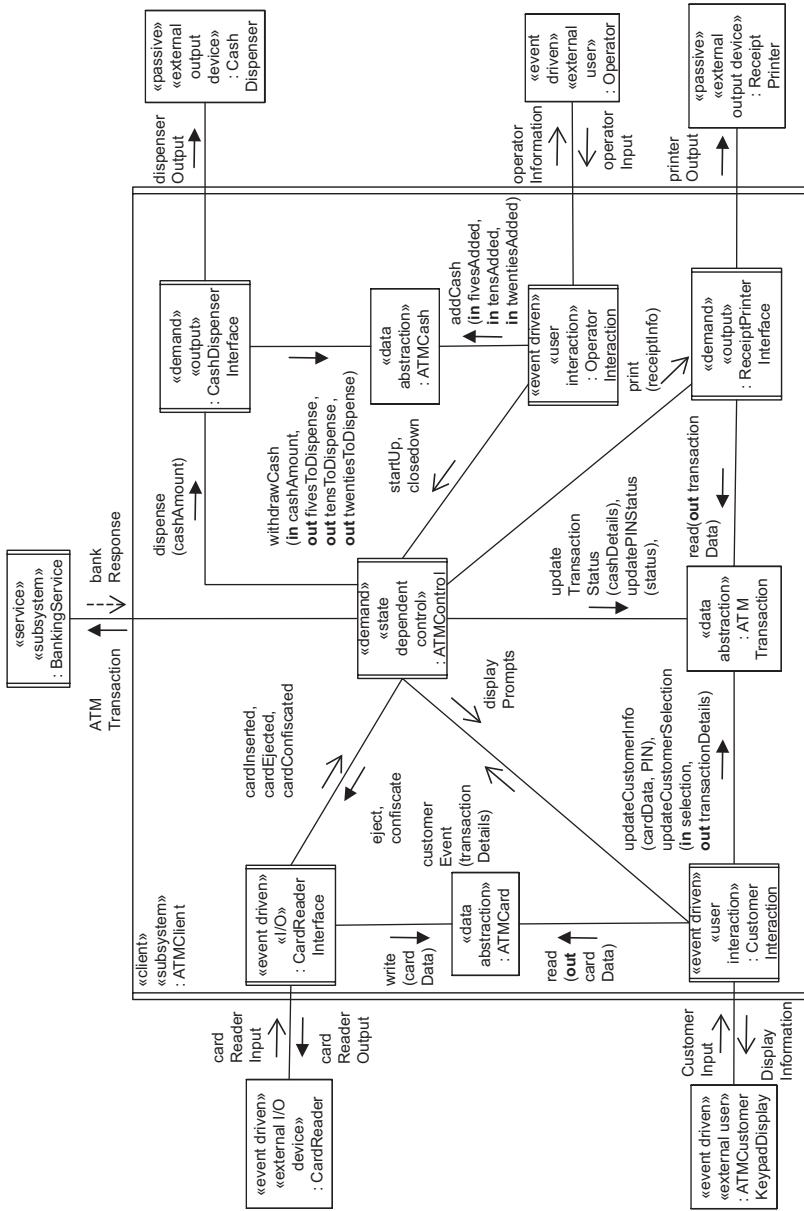 «service»
«subsystem»
: BankingService
ATM
Transaction
bank
Response
«client»
«subsystem»
: ATMClient
«event driven»
«external I/O
device»
: CardReader
card
Reader
Input
card
Reader
Output
«event driven»
«I/O»
: CardReader
Interface
cardInserted,
cardEjected,
cardConfiscated
eject,
confiscate
write
(card
Data)
«data
abstraction»
: ATMCard
read
(out
card
Data)
customer
Event
(transaction
Details)
display
Prompts
«event driven»
«external user»
: ATMCustomer
KeypadDisplay
Customer
Input
Display
Information
«event driven»
«user
interaction»
: Customer
Interaction
updateCustomerInfo
(cardData, PIN),
updateCustomerSelection
(in selection,
out transactionDetails)
«demand»
«state
dependent
control»
: ATMControl
dispense
(cashAmount)
«demand»
«output»
: CashDispenser
Interface
dispenser
Output
«passive»
«external
output
device»
: Cash
Dispenser
withdrawCash
(in cashAmount,
out fivesToDispense,
out tensToDispense,
out twentiesToDispense)
«data
abstraction»
: ATMCash
addCash
(in fivesAdded,
in tensAdded,
in twentiesAdded)
startUp,
closedown
«event driven»
«user
interaction»
: Operator
Interaction
operator
Information
operator
Input
«event
driven»
«external
user»
: Operator
update
Transaction
Status
(cashDetails),
updatePINStatus
(status),
«data
abstraction»
: ATM
Transaction
read(out transaction
Data)
print
(receiptInfo)
«demand»
«output»
: ReceiptPrinter
Interface
printer
Output
«passive»
«external
output device»
: Receipt
Printer